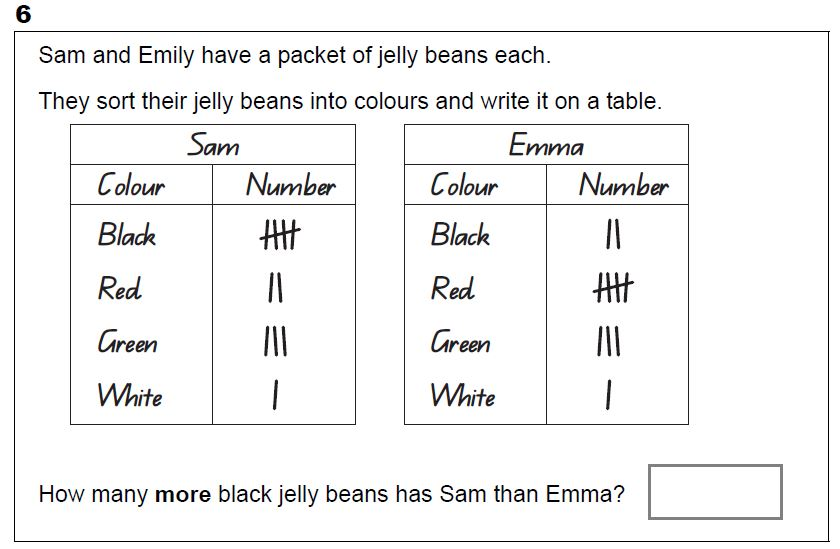 6
Sam and Emily have a packet of jelly beans each.
They sort their jelly beans into colours and write it on a table.
Sam Emma
Colour Number Colour Number
Black Black
Red Red
Green Green
White White
How many more black jelly beans has Sam than Emma?